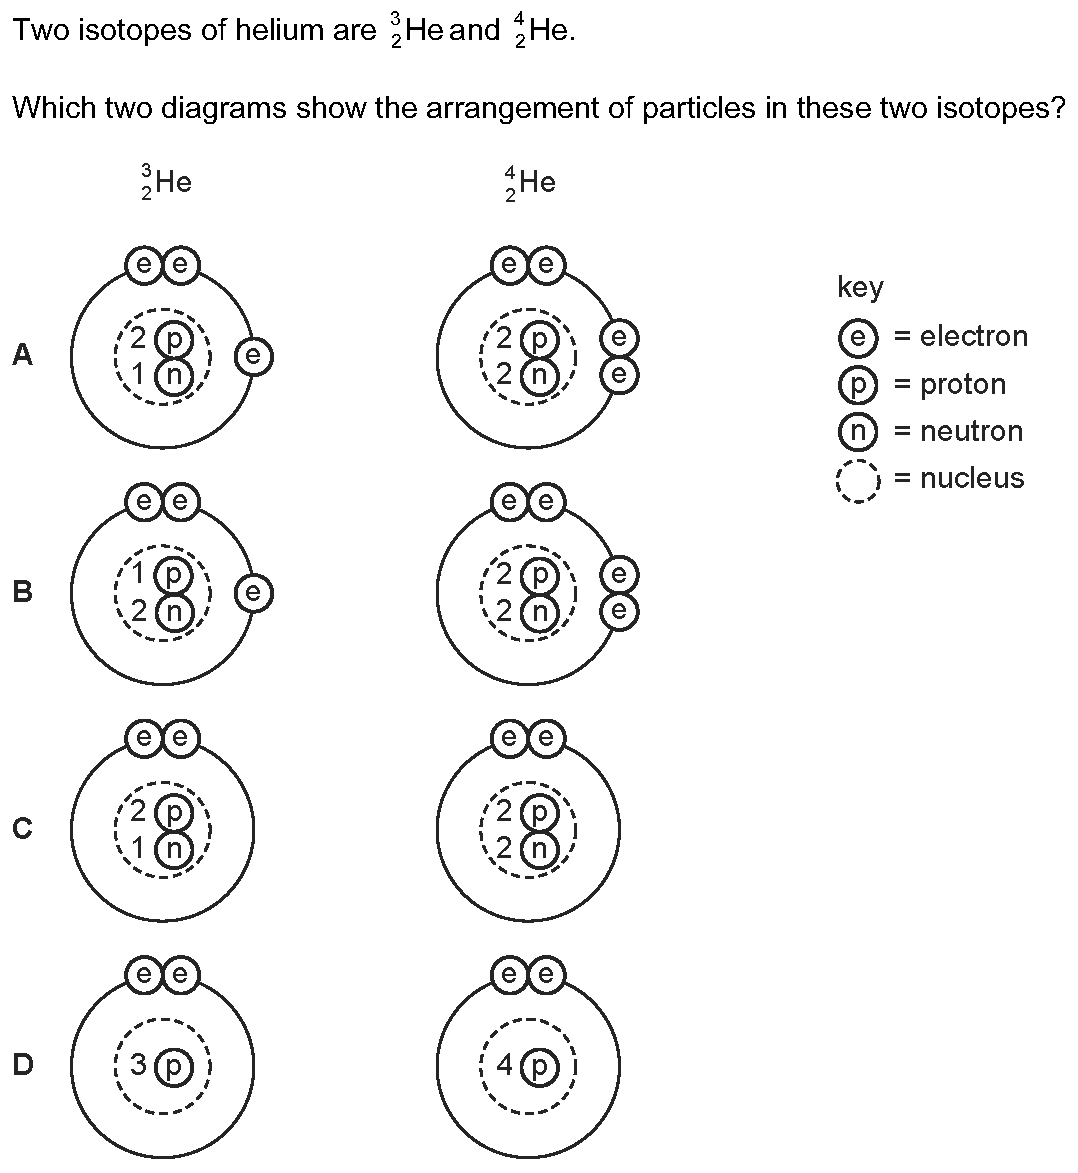 Two isotopes of helium are ³₂He and ⁴₂He.
Which two diagrams show the arrangement of particles in these two isotopes?
³₂He ⁴₂He
A
e e
e
2 p
1 n
e e
e
e
2 p
2 n
B
e e
e
1 p
2 n
e e
e
e
2 p
2 n
C
e e
2 p
1 n
e e
2 p
2 n
D
e e
3 p
e e
4 p
key
e = electron
p = proton
n = neutron
= nucleus